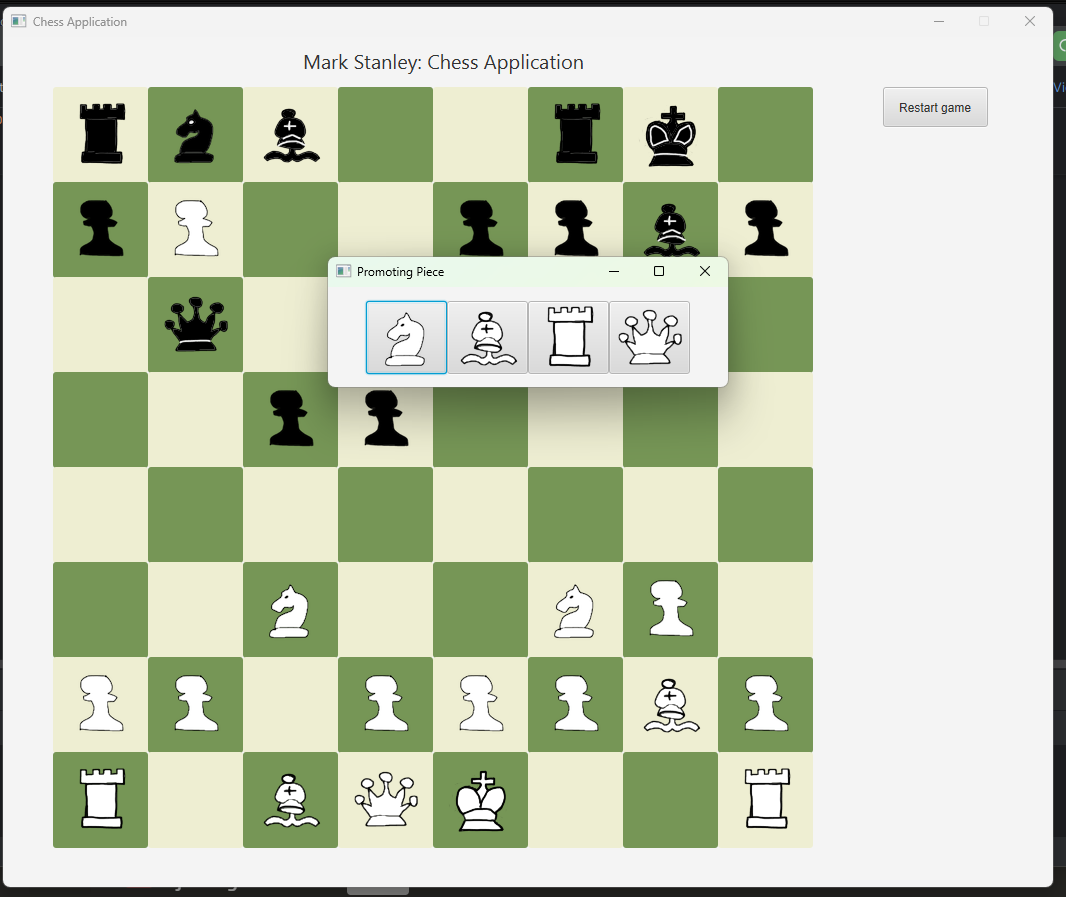 Chess Application
Mark Stanley: Chess Application
Restart game
Promoting Piece